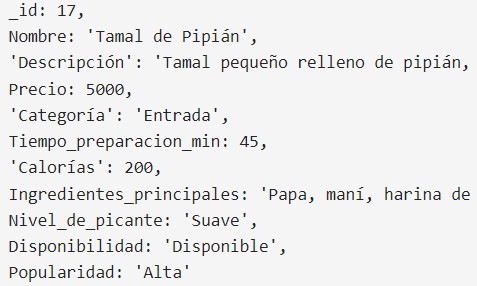 _id: 17,
Nombre: 'Tamal de Pipián',
'Descripción': 'Tamal pequeño relleno de pipián,
Precio: 5000,
'Categoría': 'Entrada',
Tiempo_preparacion_min: 45,
'Calorías': 200,
Ingredientes_principales: 'Papa, maní, harina de
Nivel_de_picante: 'Suave',
Disponibilidad: 'Disponible',
Popularidad: 'Alta'